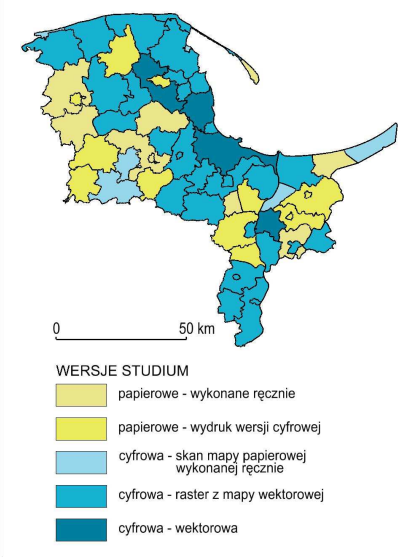 0 50 km
WERSJE STUDIUM
papierowe - wykonane ręcznie
papierowe - wydruk wersji cyfrowej
cyfrowa - skan mapy papierowej
wykonanej ręcznie
cyfrowa - raster z mapy wektorowej
cyfrowa - wektorowa